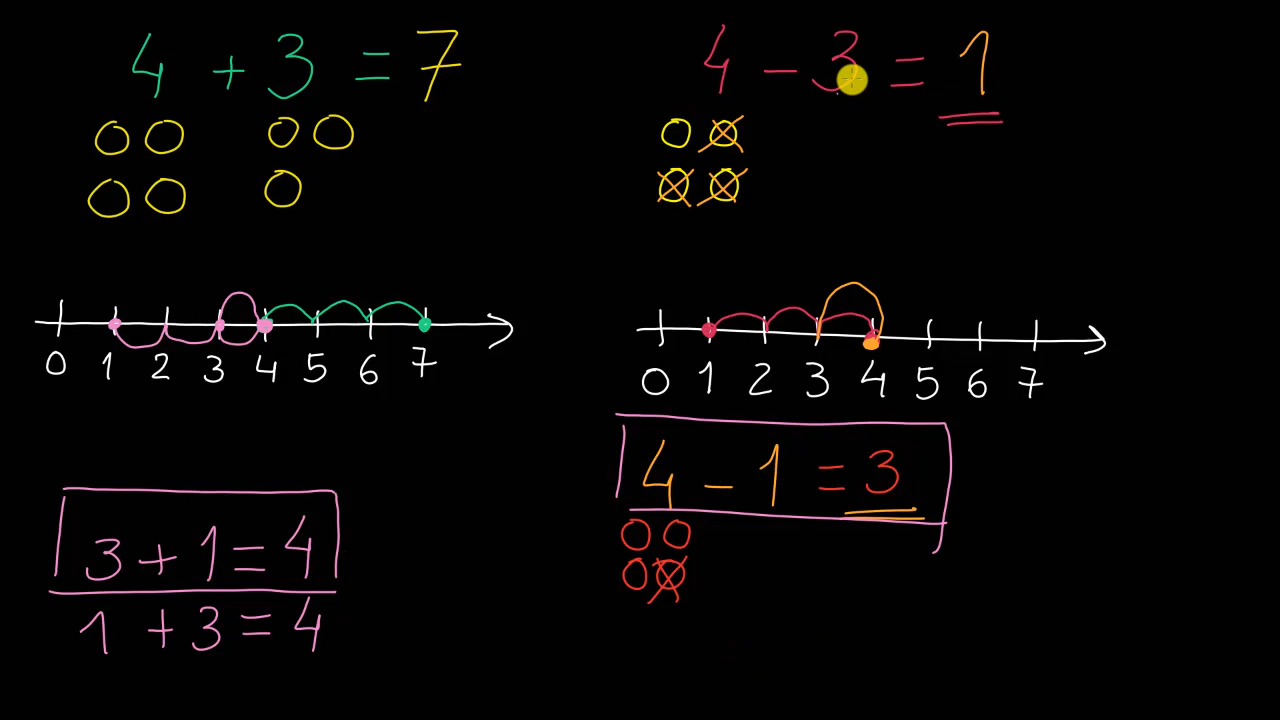 4 + 3 = 7
4 - 3 = 1
0 1 2 3 4 5 6 7
0 1 2 3 4 5 6 7
4 - 1 = 3
3 + 1 = 4
1 + 3 = 4